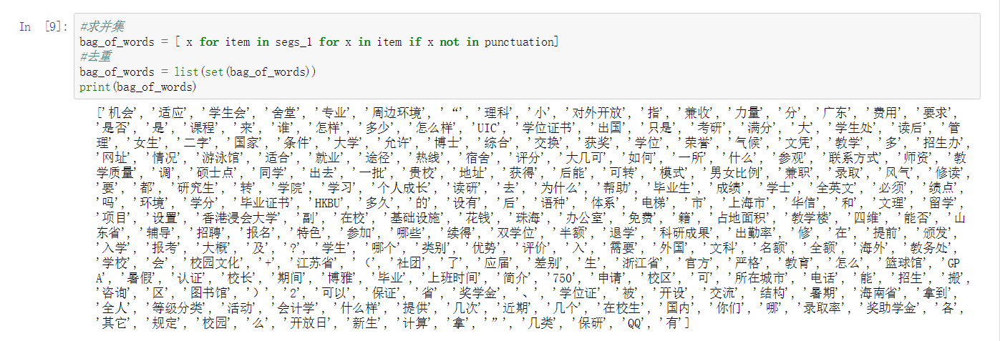 In [9]:
#求并集
bag_of_words = [ x for item in segs_1 for x in item if x not in punctuation]
#去重
bag_of_words = list(set(bag_of_words))
print(bag_of_words)
['机会', '适应', '学生会', '舍堂', '专业', '周边环境', '“', '理科', '小', '对外开放', '指', '兼收', '力量', '分', '广东', '费用', '要求',
'是否', '是', '课程', '来', '谁', '怎样', '多少', '怎么样', 'UIC', '学位证书', '出国', '只是', '考研', '满分', '大', '学生处', '读后', '管
理', '女生', '二字', '国家', '条件', '大学', '允许', '博士', '综合', '交换', '获奖', '学位', '荣誉', '气候', '文凭', '教学', '多', '招生办',
'网址', '情况', '游泳馆', '适合', '就业', '途径', '热线', '宿舍', '评分', '大几可', '如何', '一所', '什么', '参观', '联系方式', '师资', '教
学质量', '调', '硕士点', '同学', '出去', '一批', '贵校', '地址', '获得', '后能', '可转', '模式', '男女比例', '兼职', '录取', '风气', '修读',
'要', '都', '研究生', '转', '学院', '学习', '个人成长', '读研', '去', '为什么', '帮助', '毕业生', '成绩', '学士', '全英文', '必须', '绩点',
'吗', '环境', '学分', '毕业证书', 'HKBU', '多久', '的', '设有', '后', '语种', '体系', '电梯', '市', '上海市', '华信', '和', '文理', '留学',
'项目', '设置', '香港浸会大学', '副', '在校', '基础设施', '花钱', '珠海', '办公室', '免费', '籍', '占地面积', '教学楼', '四维', '能否', '山
东省', '辅导', '招聘', '报名', '特色', '参加', '哪些', '续得', '双学位', '半额', '退学', '科研成果', '出勤率', '修', '在', '提前', '颁发',
'入学', '报考', '大概', '及', '?', '学生', '哪个', '类别', '优势', '评价', '入', '需要', '外国', '文科', '名额', '全额', '海外', '教务处',
'学校', '会', '校园文化', '+', '江苏省', '（', '社团', '了', '应届', '差别', '生', '浙江省', '官方', '严格', '教育', '怎么', '篮球馆', 'GP
A', '暑假', '认证', '校长', '期间', '博雅', '毕业', '上班时间', '简介', '750', '申请', '校区', '可', '所在城市', '电话', '能', '招生', '搬',
'咨询', '区', '图书馆', '）', '2', '可以', '保证', '省', '奖学金', '、', '学位证', '被', '开设', '交流', '结构', '暑期', '海南省', '拿到',
'全人', '等级分类', '活动', '会计学', '什么样', '提供', '几次', '近期', '几个', '在校生', '国内', '你们', '哪', '录取率', '奖助学金', '各',
'其它', '规定', '校园', '么', '开放日', '新生', '计算', '拿', '”', '几类', '保研', 'QQ', '有']